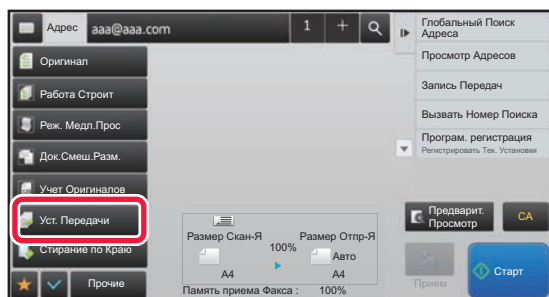 Адрес aaa@aaa.com 1 +
Оригинал
Работа Строит
Реж. Медл.Прос
Док.Смеш.Разм.
Учет Оригиналов
Уст. Передачи
Стирание по Краю
Прочие
Размер Скан-Я 100% Размер Отпр-Я
Авто
A4 A4
Память приема Факса : 100%
Глобальный Поиск
Адреса
Просмотр Адресов
Запись Передач
Вызвать Номер Поиска
Програм. регистрация
Регистрировать Тек. Установки
Предварит.
Просмотр
CA
Прием
Старт